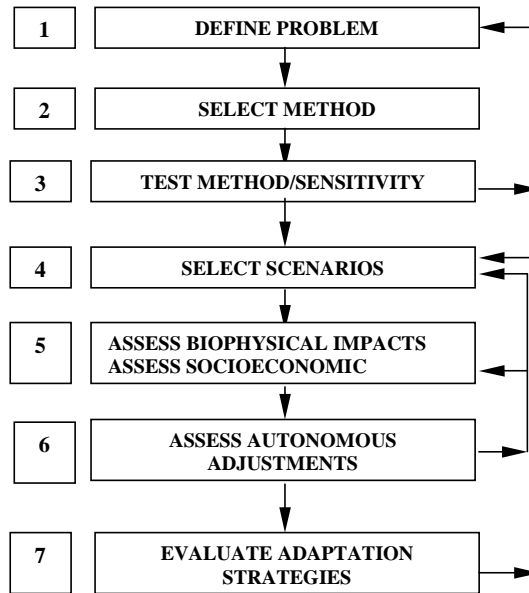 1 DEFINE PROBLEM
2 SELECT METHOD
3 TEST METHOD/SENSITIVITY
4 SELECT SCENARIOS
5 ASSESS BIOPHYSICAL IMPACTS
ASSESS SOCIOECONOMIC
6 ASSESS AUTONOMOUS
ADJUSTMENTS
7 EVALUATE ADAPTATION
STRATEGIES